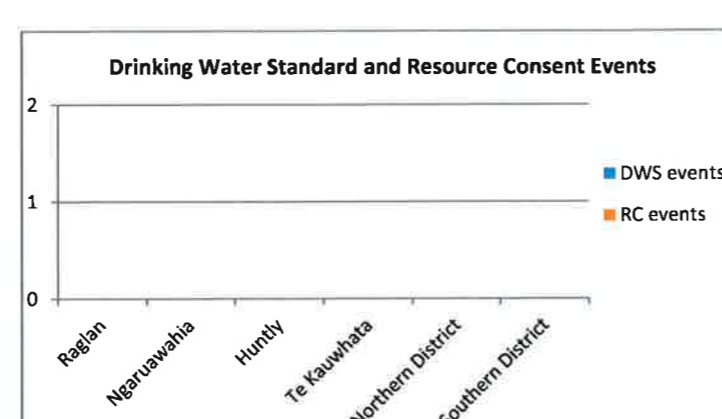 Drinking Water Standard and Resource Consent Events
2
1
0
DWS events
RC events
Raglan
Ngaruawahia
Huntly
Te Kauwhata
Northern District
Southern District